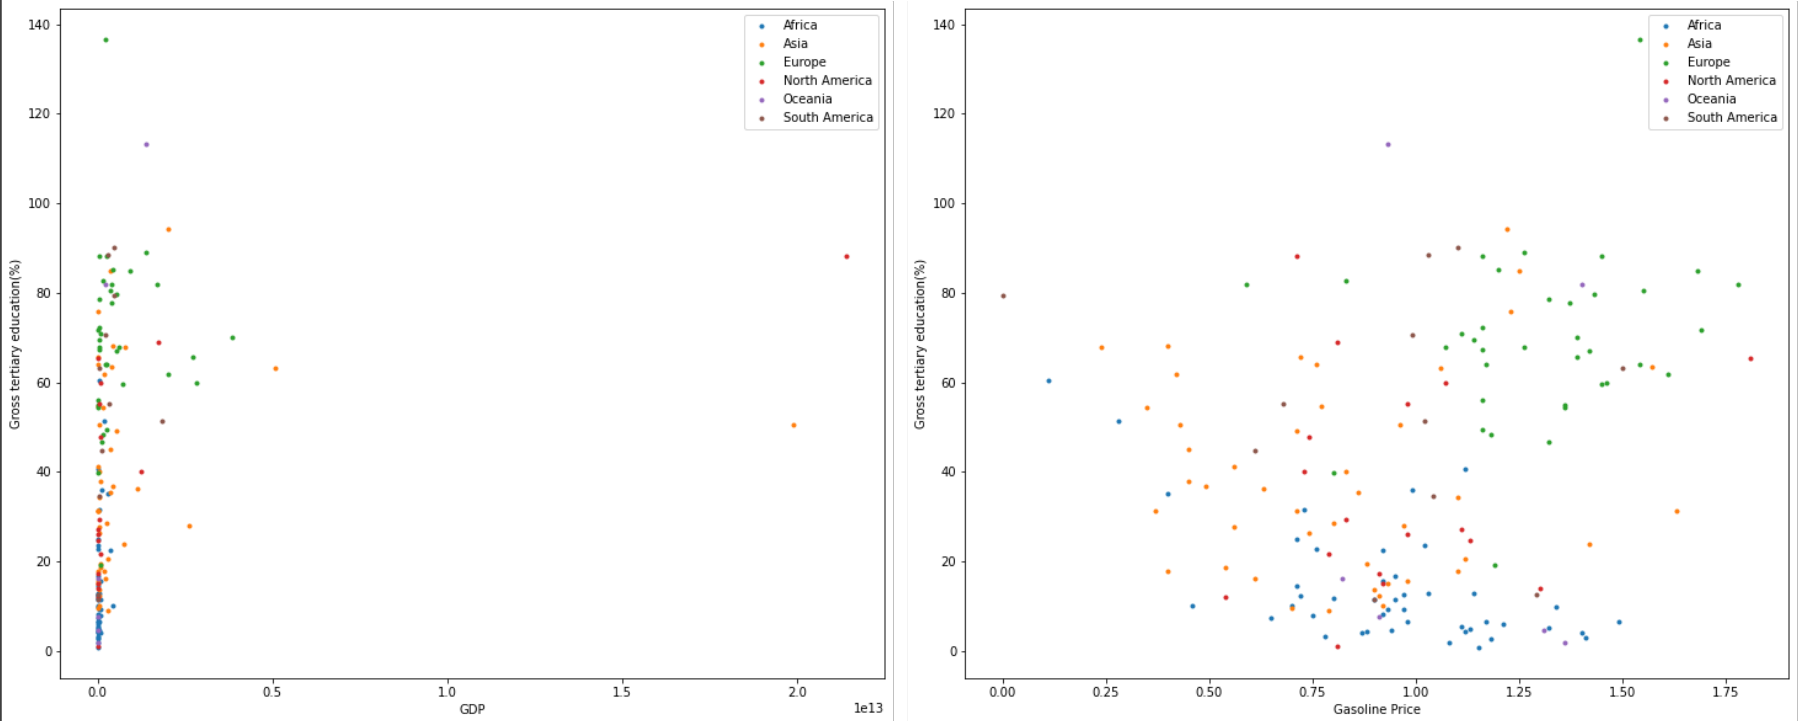 140
120
100
80
60
40
20
0
Gross tertiary education(%)
Africa
Asia
Europe
North America
Oceania
South America
0.0 0.5 1.0 1.5 2.0
1e13
GDP
140
120
100
80
60
40
20
0
Gross tertiary education(%)
Africa
Asia
Europe
North America
Oceania
South America
0.00 0.25 0.50 0.75 1.00 1.25 1.50 1.75
Gasoline Price